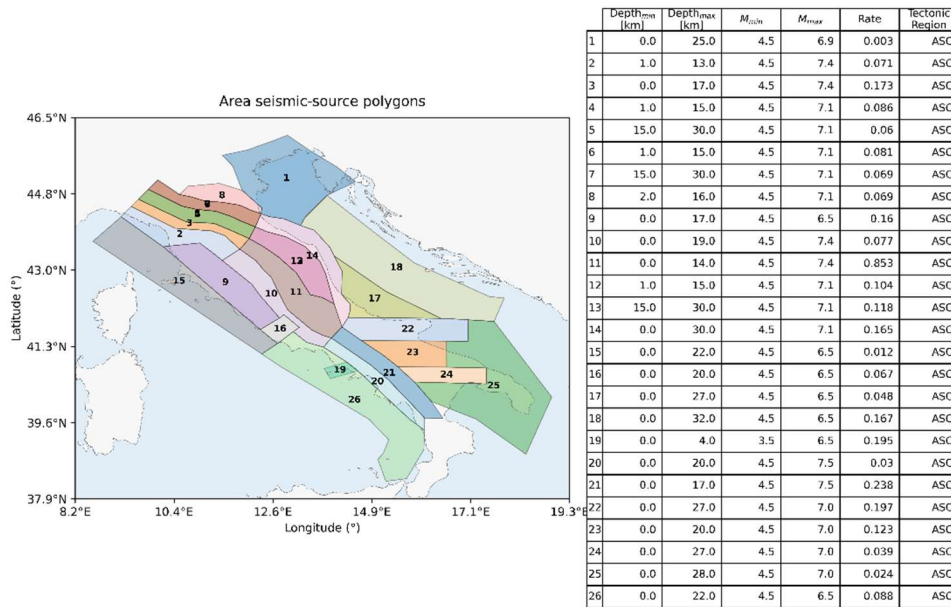 Area seismic-source polygons
46.5°N
44.8°N
43.0°N
41.3°N
39.6°N
37.9°N
Latitude (°)
8.2°E 10.4°E 12.6°E 14.9°E 17.1°E 19.3°E
Longitude (°)
1
8
3
2
14
18
15
9
10
11
17
16
22
23
19
21
24
20
25
26
Depthmin [km] Depthmax [km] Mmin Mmax Rate Tectonic Region
1 0.0 25.0 4.5 6.9 0.003 ASC
2 1.0 13.0 4.5 7.4 0.071 ASC
3 0.0 17.0 4.5 7.4 0.173 ASC
4 1.0 15.0 4.5 7.1 0.086 ASC
5 15.0 30.0 4.5 7.1 0.06 ASC
6 1.0 15.0 4.5 7.1 0.081 ASC
7 15.0 30.0 4.5 7.1 0.069 ASC
8 2.0 16.0 4.5 7.1 0.069 ASC
9 0.0 17.0 4.5 6.5 0.16 ASC
10 0.0 19.0 4.5 7.4 0.077 ASC
11 0.0 14.0 4.5 7.4 0.853 ASC
12 1.0 15.0 4.5 7.1 0.104 ASC
13 15.0 30.0 4.5 7.1 0.118 ASC
14 0.0 30.0 4.5 7.1 0.165 ASC
15 0.0 22.0 4.5 6.5 0.012 ASC
16 0.0 20.0 4.5 6.5 0.067 ASC
17 0.0 27.0 4.5 6.5 0.048 ASC
18 0.0 32.0 4.5 6.5 0.167 ASC
19 0.0 4.0 3.5 6.5 0.195 ASC
20 0.0 20.0 4.5 7.5 0.03 ASC
21 0.0 17.0 4.5 7.5 0.238 ASC
22 0.0 27.0 4.5 7.0 0.197 ASC
23 0.0 20.0 4.5 7.0 0.123 ASC
24 0.0 27.0 4.5 7.0 0.039 ASC
25 0.0 28.0 4.5 7.0 0.024 ASC
26 0.0 22.0 4.5 6.5 0.088 ASC